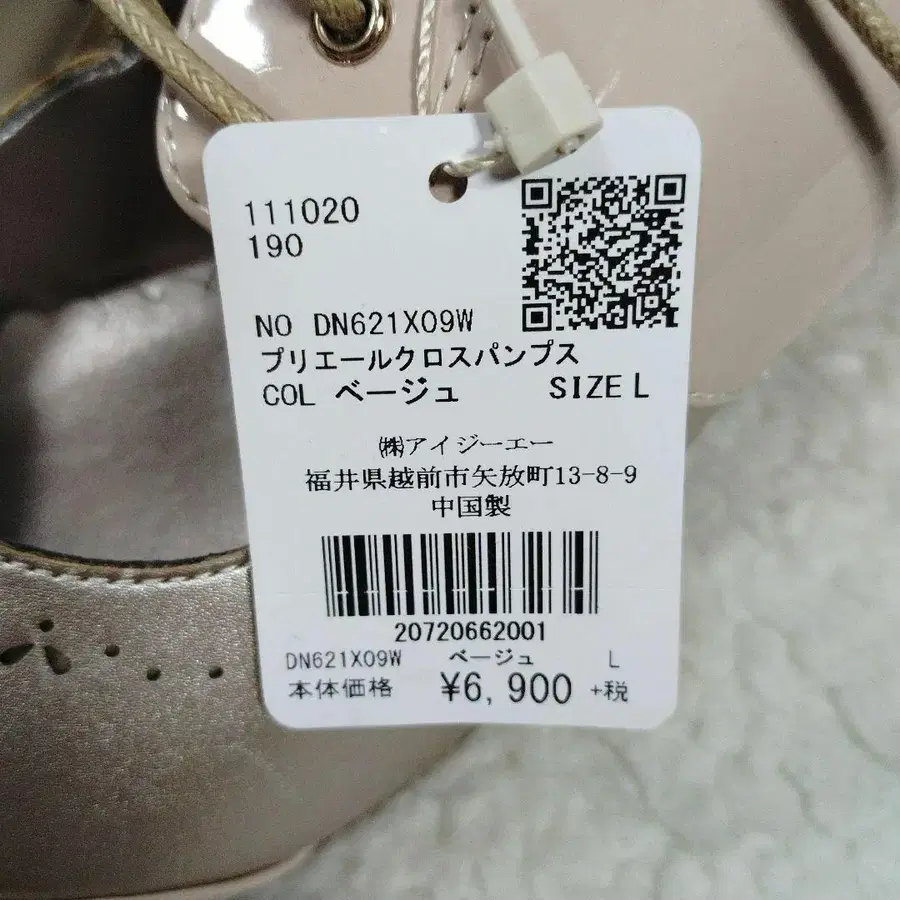 111020
190
NO DN621X09W
プリエールクロスパンプス
COL ベージュ SIZE L
㈱アイジーエー
福井県越前市矢放町13-8-9
中国製
20720662001
DN621X09W ベージュ L
本体価格 ¥6,900 +税